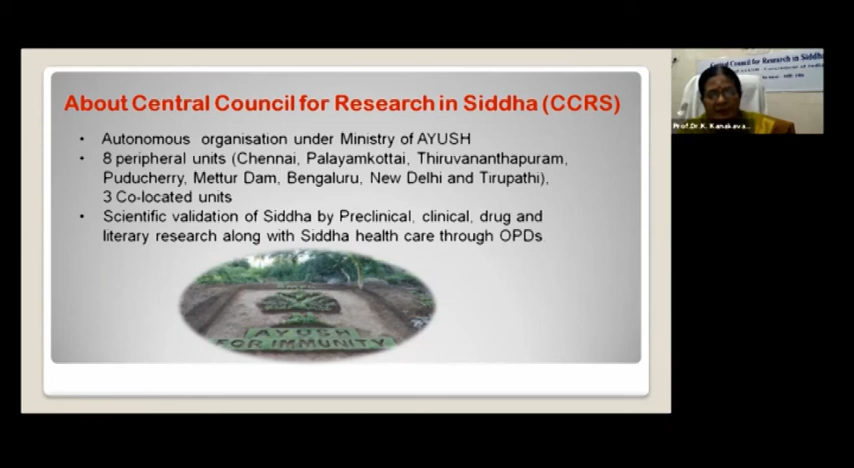 About Central Council for Research in Siddha (CCRS)
• Autonomous organisation under Ministry of AYUSH
• 8 peripheral units (Chennai, Palayamkottai, Thiruvananthapuram,
Puducherry, Mettur Dam, Bengaluru, New Delhi and Tirupathi),
3 Co-located units
• Scientific validation of Siddha by Preclinical, clinical, drug and
literary research along with Siddha health care through OPDs
AYUSH
FOR IMMUNITY
Central Council for Research in Siddha
Prof.Dr.K. Kanakava...